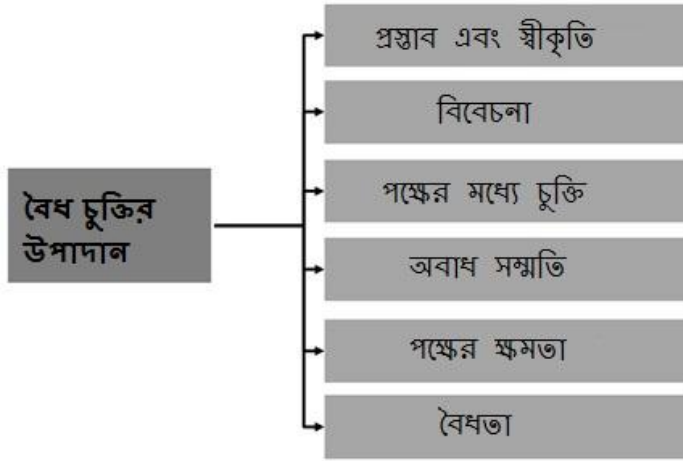 বৈধ চুক্তির
উপাদান
প্রস্তাব এবং স্বীকৃতি
বিবেচনা
পক্ষের মধ্যে চুক্তি
অবাধ সম্মতি
পক্ষের ক্ষমতা
বৈধতা